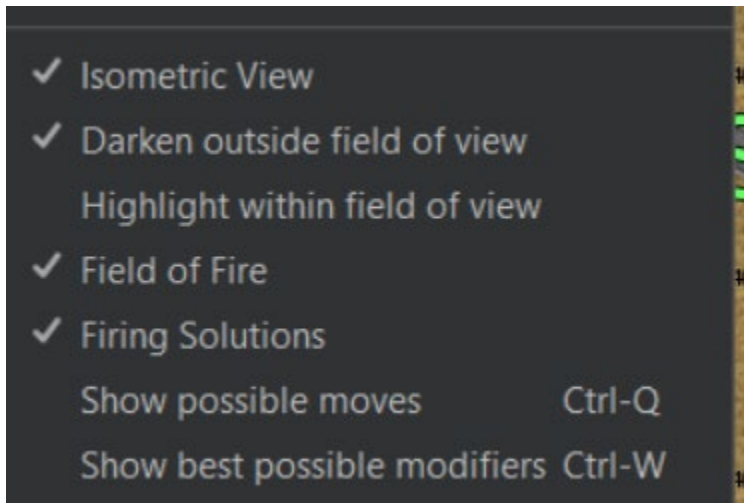 Isometric View
Darken outside field of view
Highlight within field of view
Field of Fire
Firing Solutions
Show possible moves Ctrl-Q
Show best possible modifiers Ctrl-W